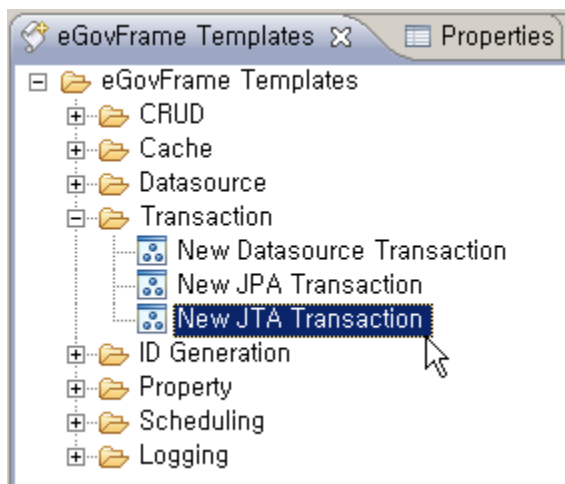 eGovFrame Templates Properties
eGovFrame Templates
CRUD
Cache
Datasource
Transaction
New Datasource Transaction
New JPA Transaction
New JTA Transaction
ID Generation
Property
Scheduling
Logging